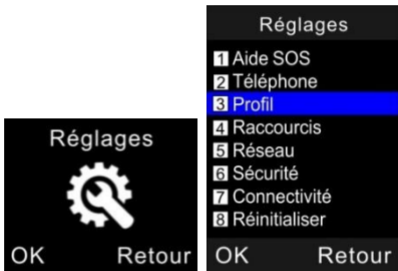 Réglages
OK Retour
Réglages
1 Aide SOS
2 Téléphone
3 Profil
4 Raccourcis
5 Réseau
6 Sécurité
7 Connectivité
8 Réinitialiser
OK Retour